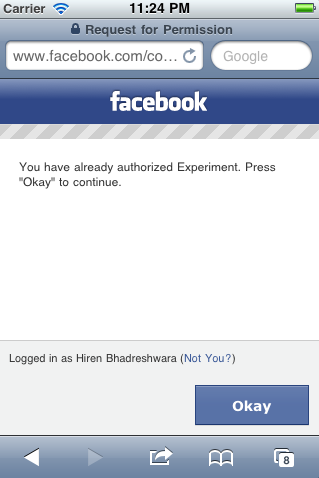 Carrier 11:24 PM
Request for Permission
www.facebook.com/co... Google
facebook
You have already authorized Experiment. Press
"Okay" to continue.
Logged in as Hiren Bhadreshwara (Not You?)
Okay
8